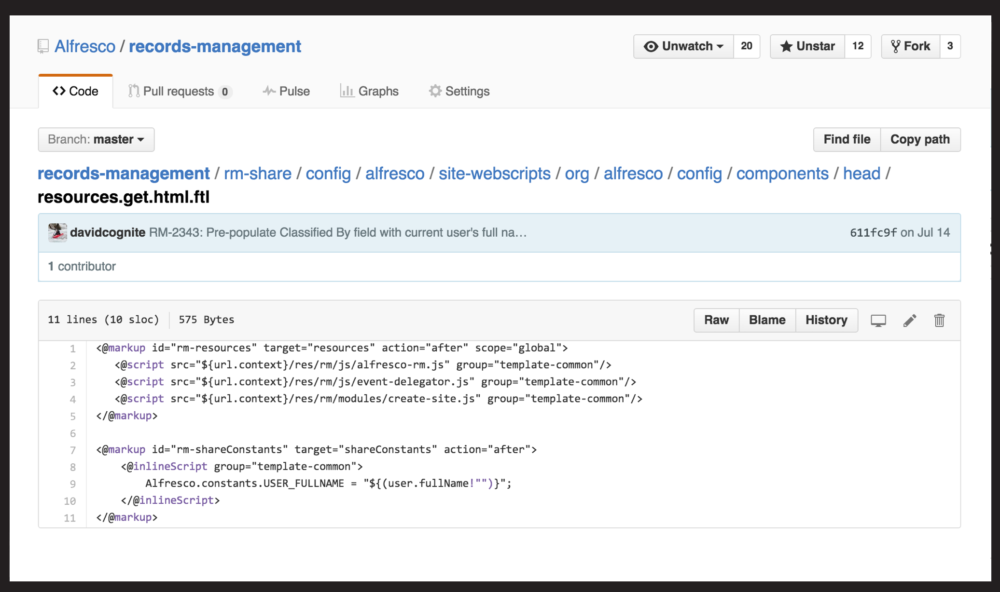 Alfresco / records-management
Unwatch 20 Unstar 12 Fork 3
Code Pull requests 0 Pulse Graphs Settings
Branch: master Find file Copy path
records-management / rm-share / config / alfresco / site-webscripts / org / alfresco / config / components / head /
resources.get.html.ftl
davidcognite RM-2343: Pre-populate Classified By field with current user's full na… 611fc9f on Jul 14
1 contributor
11 lines (10 sloc) 575 Bytes Raw Blame History
1 <@markup id="rm-resources" target="resources" action="after" scope="global">
2    <@script src="${url.context}/res/rm/js/alfresco-rm.js" group="template-common"/>
3    <@script src="${url.context}/res/rm/js/event-delegator.js" group="template-common"/>
4    <@script src="${url.context}/res/rm/modules/create-site.js" group="template-common"/>
5 </@markup>
6
7 <@markup id="rm-shareConstants" target="shareConstants" action="after">
8     <@inlineScript group="template-common">
9         Alfresco.constants.USER_FULLNAME = "${(user.fullName!"")}";
10     </@inlineScript>
11 </@markup>